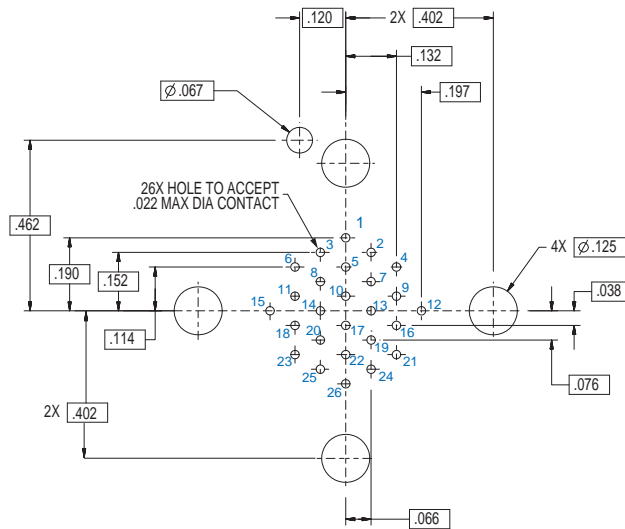 .120 2X .402
.132
Ø.067 .197
26X HOLE TO ACCEPT
.022 MAX DIA CONTACT
.462
1
3 2
4X Ø.125
.190
6 5 4
.152
8 7
11 10 9
.038
15 14 13 12
.114
18 17 16
20 19
23 22 21
.076
25 24
2X .402
26
.066